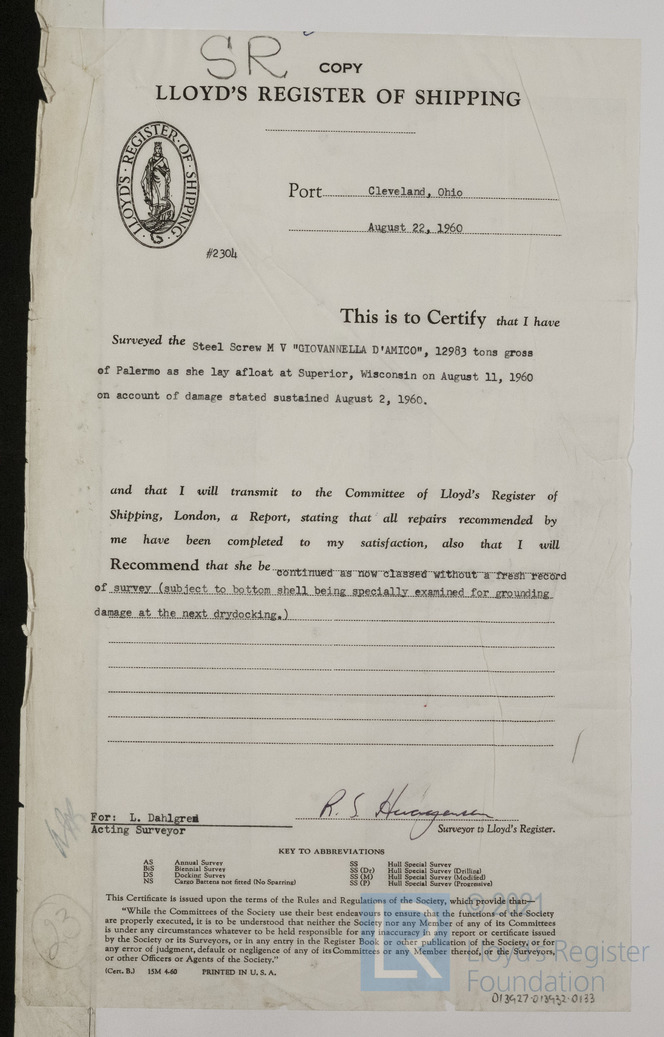 SR
COPY
LLOYD'S REGISTER OF SHIPPING
LLOYD'S · REGISTER · OF · SHIPPING ·
Port Cleveland, Ohio
August 22, 1960
#2304
This is to Certify that I have
Surveyed the Steel Screw M V "GIOVANNELLA D'AMICO", 12983 tons gross
of Palermo as she lay afloat at Superior, Wisconsin on August 11, 1960
on account of damage stated sustained August 2, 1960.
and that I will transmit to the Committee of Lloyd's Register of
Shipping, London, a Report, stating that all repairs recommended by
me have been completed to my satisfaction, also that I will
Recommend that she be continued as now classed without a fresh record
of survey (subject to bottom shell being specially examined for grounding
damage at the next drydocking.)
For: L. Dahlgren
Acting Surveyor
R. S.
Surveyor to Lloyd's Register.
KEY TO ABBREVIATIONS
AS Annual Survey SS Hull Special Survey
BiS Biennial Survey SS (Dr) Hull Special Survey (Drilling)
DS Docking Survey SS (M) Hull Special Survey (Modified)
NS Cargo Battens not fitted (No Sparring) SS (P) Hull Special Survey (Progressive)
This Certificate is issued upon the terms of the Rules and Regulations of the Society, which provide that:—
"While the Committees of the Society use their best endeavours to ensure that the functions of the Society
are properly executed, it is to be understood that neither the Society nor any Member of any of its Committees
is under any circumstances whatever to be held responsible for any inaccuracy in any report or certificate issued
by the Society or its Surveyors, or in any entry in the Register Book or other publication of the Society, or for
any error of judgment, default or negligence of any of its Committees or any Member thereof, or the Surveyors,
or other Officers or Agents of the Society."
(Cert. B.) 15M 4-60 PRINTED IN U. S. A.
© 2021
LR Lloyd's Register
Foundation
013427-013432-0133